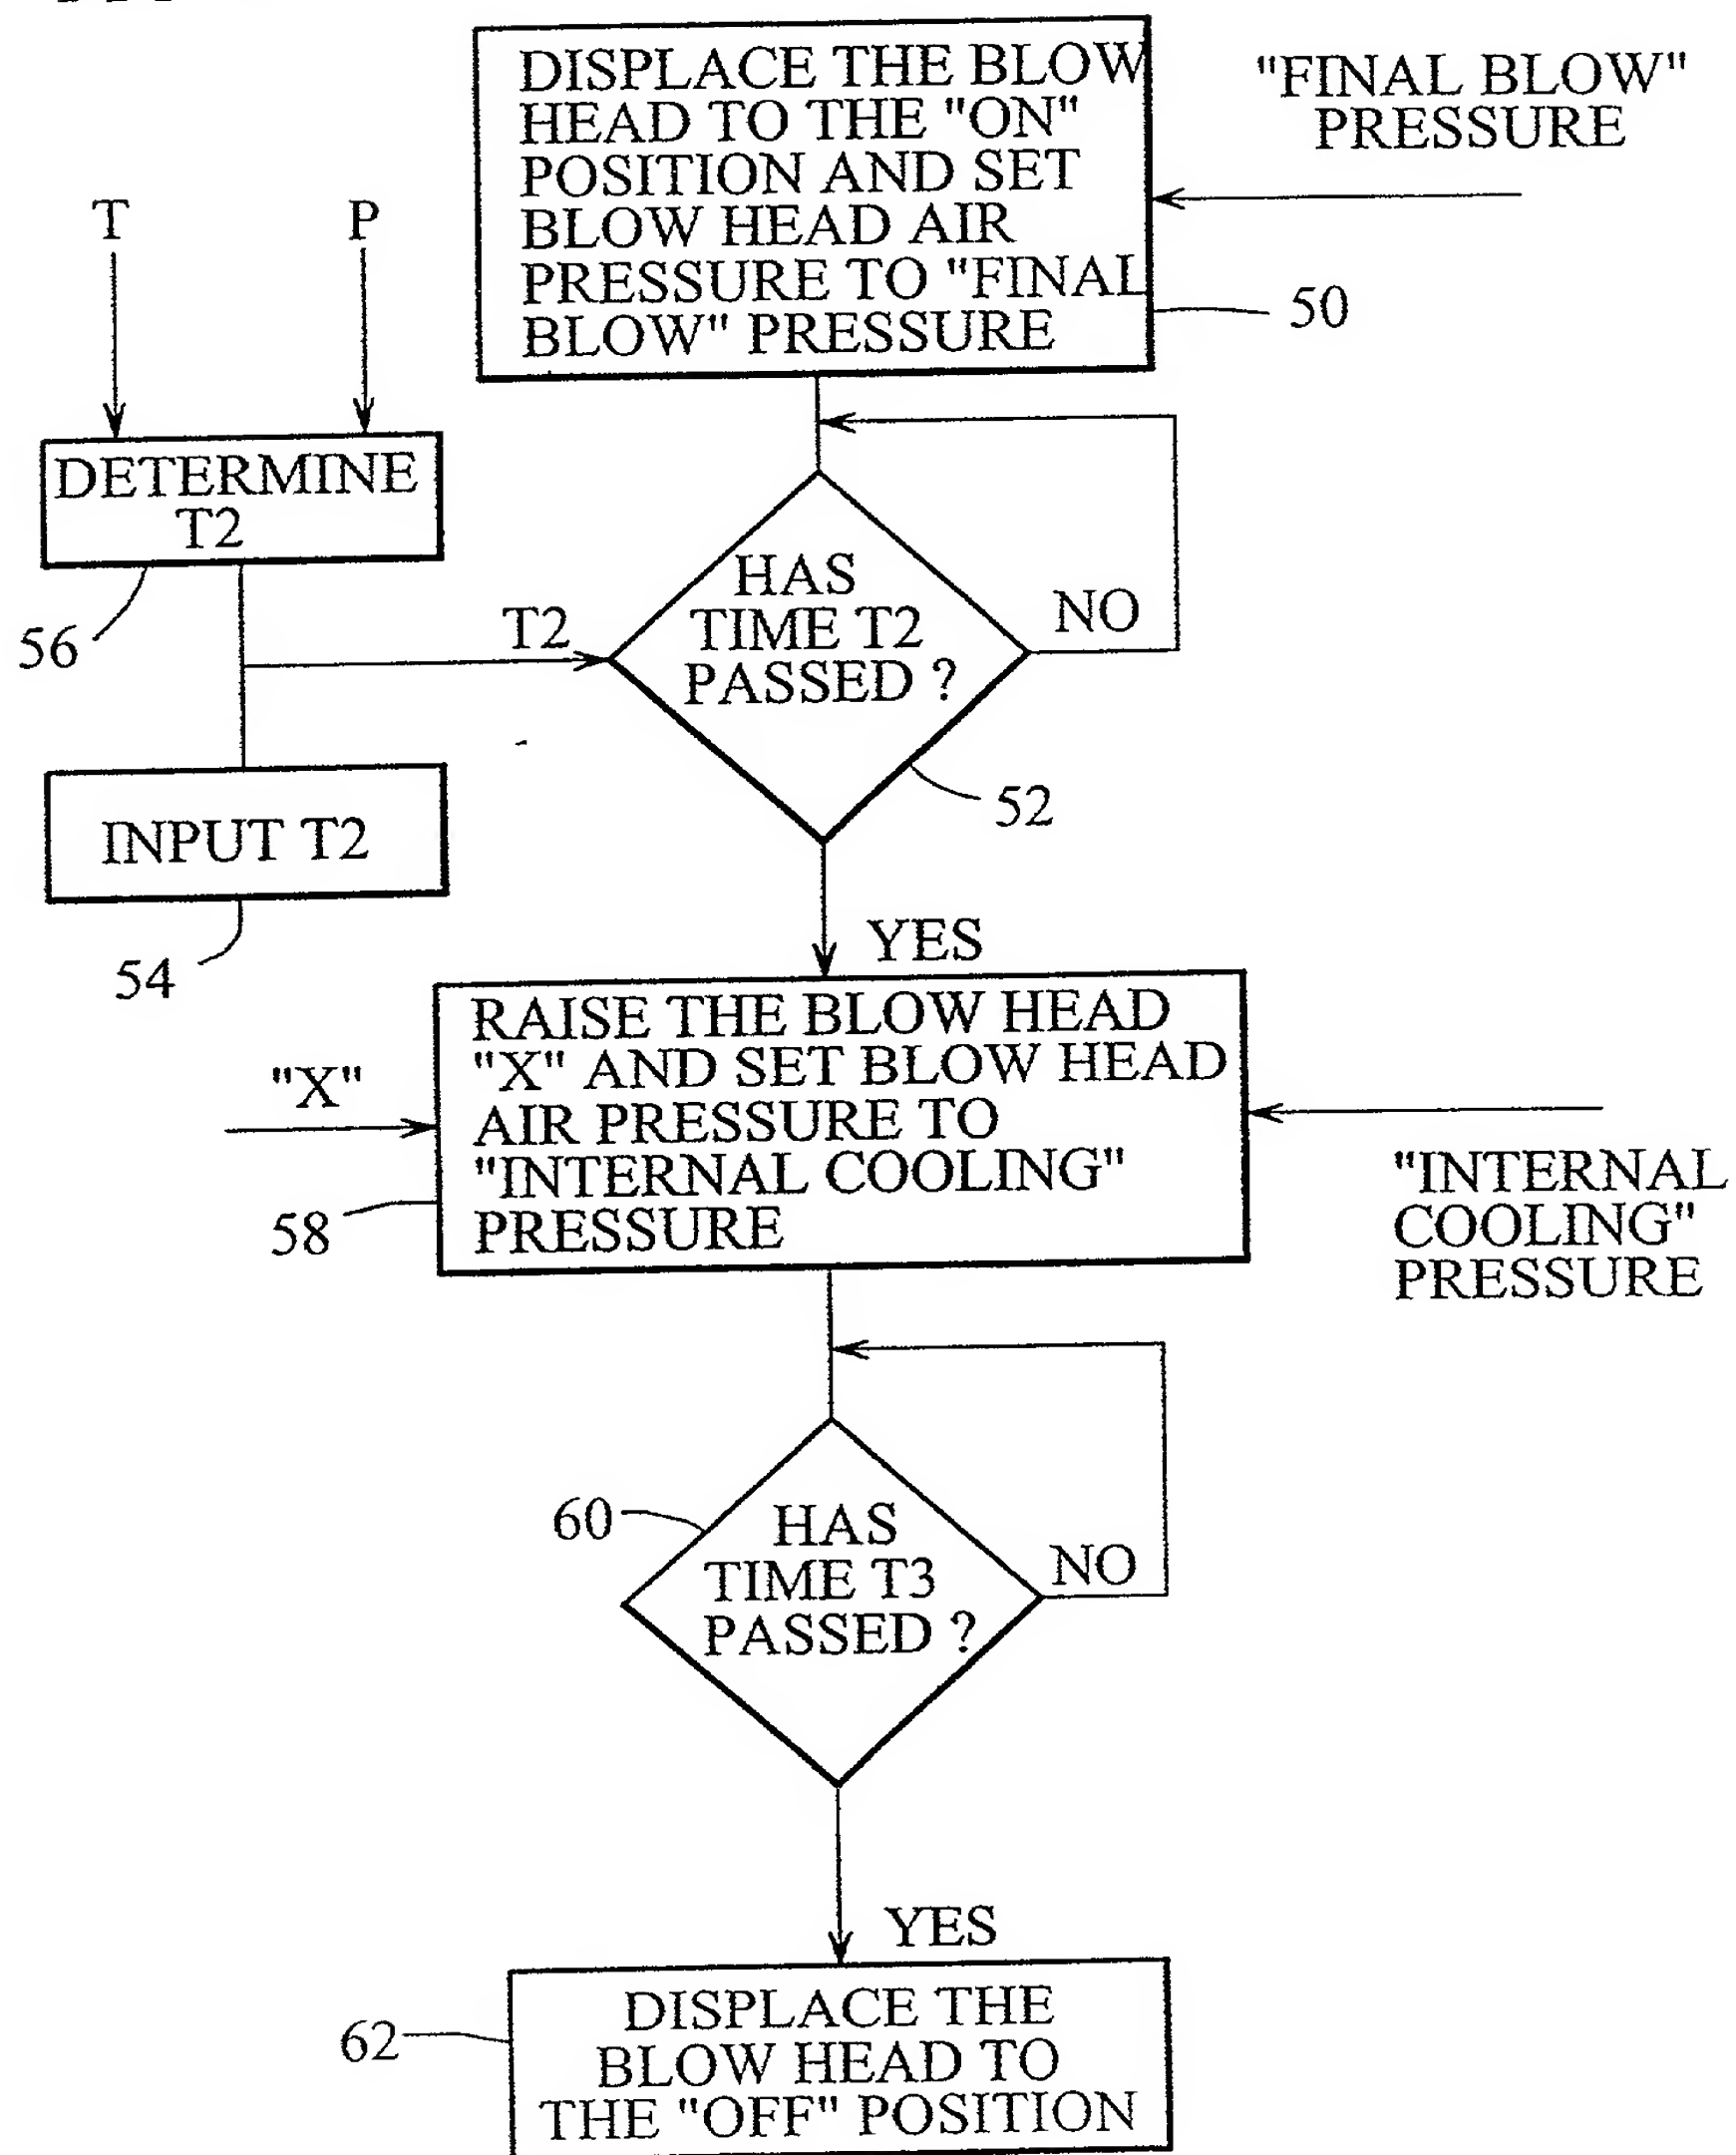 DISPLACE THE BLOW
HEAD TO THE "ON"
POSITION AND SET
BLOW HEAD AIR
PRESSURE TO "FINAL
BLOW" PRESSURE
"FINAL BLOW"
PRESSURE
50
T
P
DETERMINE
T2
56
T2
HAS
TIME T2
PASSED ?
NO
52
INPUT T2
54
YES
RAISE THE BLOW HEAD
"X" AND SET BLOW HEAD
AIR PRESSURE TO
"INTERNAL COOLING"
PRESSURE
"X"
58
"INTERNAL
COOLING"
PRESSURE
60
HAS
TIME T3
PASSED ?
NO
YES
62
DISPLACE THE
BLOW HEAD TO
THE "OFF" POSITION